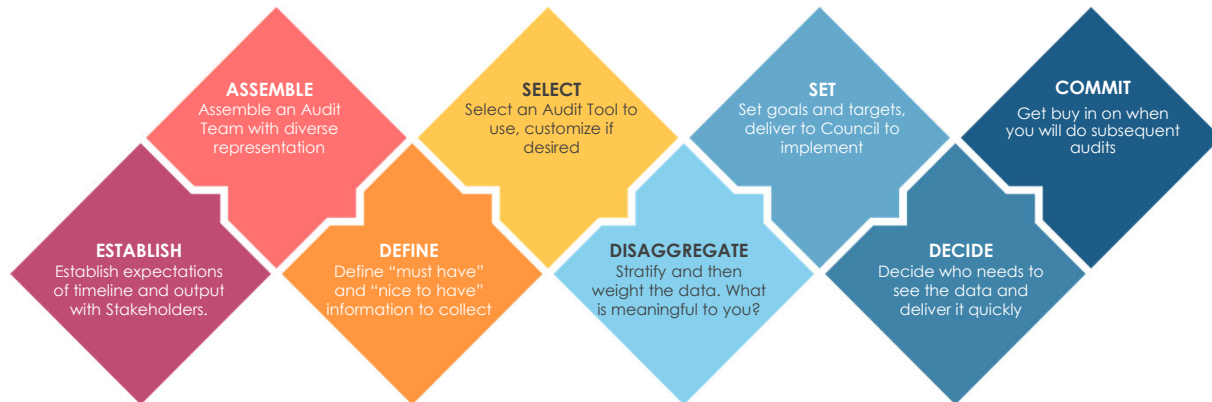 ESTABLISH
Establish expectations
of timeline and output
with Stakeholders.
ASSEMBLE
Assemble an Audit
Team with diverse
representation
DEFINE
Define “must have”
and “nice to have”
information to collect
SELECT
Select an Audit Tool to
use, customize if
desired
DISAGGREGATE
Stratify and then
weight the data. What
is meaningful to you?
SET
Set goals and targets,
deliver to Council to
implement
DECIDE
Decide who needs to
see the data and
deliver it quickly
COMMIT
Get buy in on when
you will do subsequent
audits